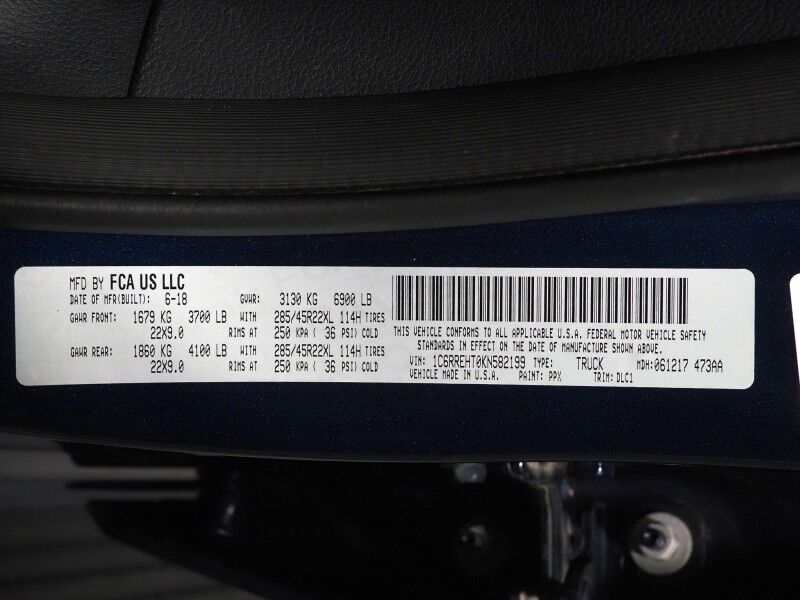 MFD BY FCA US LLC
DATE OF MFR(BUILT): 6-18 GVWR: 3130 KG 6900 LB
GAWR FRONT: 1679 KG 3700 LB WITH 285/45R22XL 114H TIRES
22X9.0 RIMS AT 250 KPA ( 36 PSI) COLD
GAWR REAR: 1860 KG 4100 LB WITH 285/45R22XL 114H TIRES
22X9.0 RIMS AT 250 KPA ( 36 PSI) COLD
THIS VEHICLE CONFORMS TO ALL APPLICABLE U.S.A. FEDERAL MOTOR VEHICLE SAFETY
STANDARDS IN EFFECT ON THE DATE OF MANUFACTURE SHOWN ABOVE.
VIN: 1C6RREHT0KN582199 TYPE: TRUCK MDH: 061217 473AA
VEHICLE MADE IN U.S.A. PAINT: PPX TRIM: DLC1